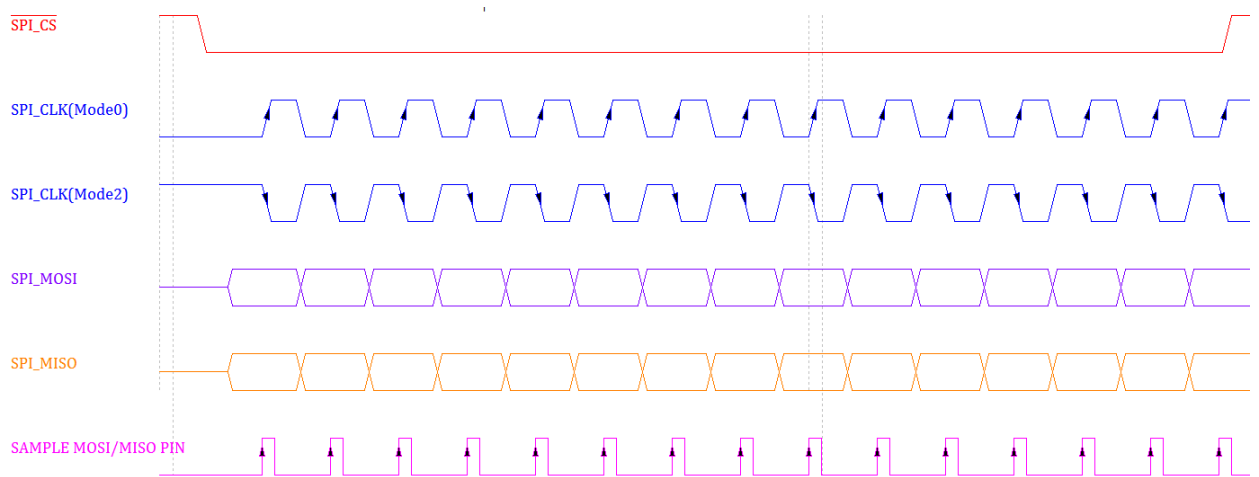 SPI_CS
SPI_CLK(Mode0)
SPI_CLK(Mode2)
SPI_MOSI
SPI_MISO
SAMPLE MOSI/MISO PIN